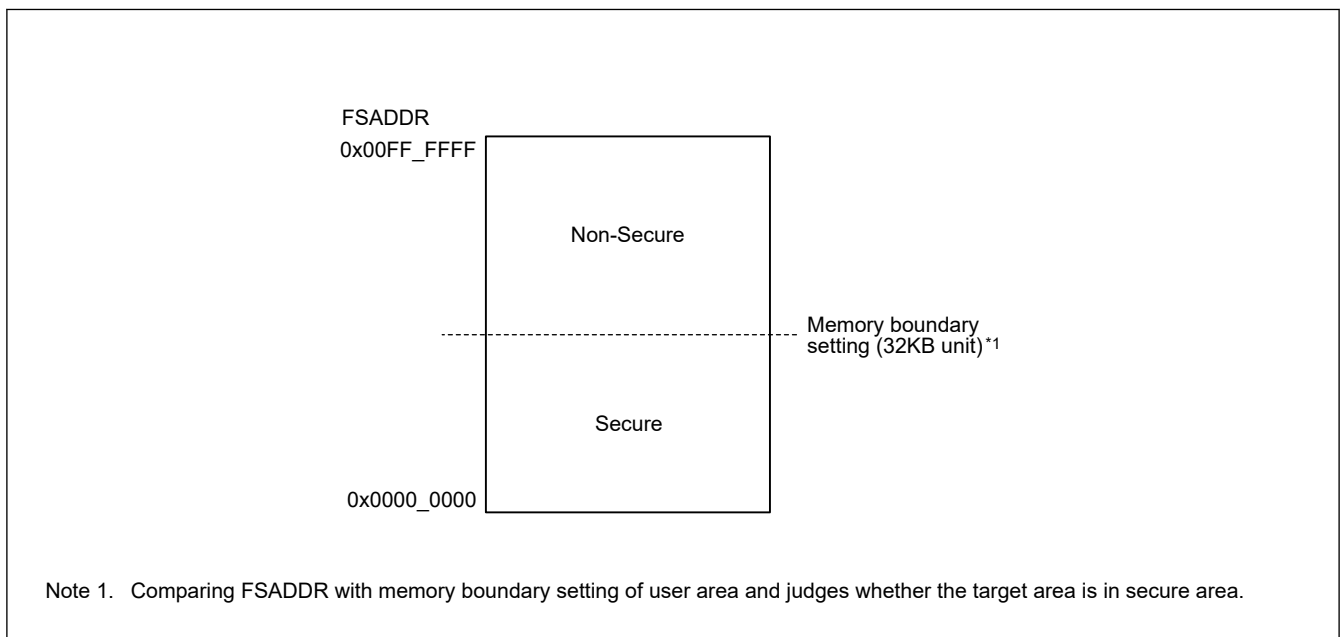 FSADDR
0x00FF_FFFF
Non-Secure
Memory boundary
setting (32KB unit)*1
Secure
0x0000_0000
Note 1. Comparing FSADDR with memory boundary setting of user area and judges whether the target area is in secure area.